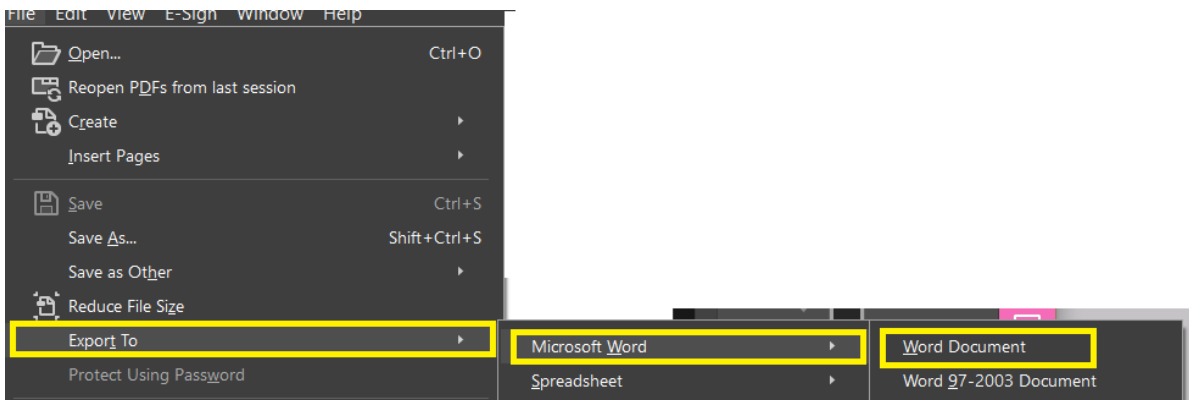 File Edit View E-Sign Window Help
Open... Ctrl+O
Reopen PDFs from last session
Create
Insert Pages
Save Ctrl+S
Save As... Shift+Ctrl+S
Save as Other
Reduce File Size
Export To
Microsoft Word
Word Document
Protect Using Password
Spreadsheet
Word 97-2003 Document